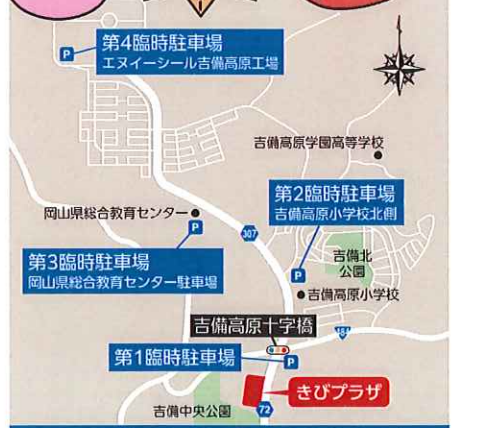 第4臨時駐車場
P エヌイーシール吉備高原工場
吉備高原学園高等学校
第2臨時駐車場
吉備高原小学校北側
岡山県総合教育センター
P
307
第3臨時駐車場
岡山県総合教育センター駐車場
吉備北
公園
P
吉備高原小学校
吉備高原十字橋
484
第1臨時駐車場 P
きびプラザ
吉備中央公園
72